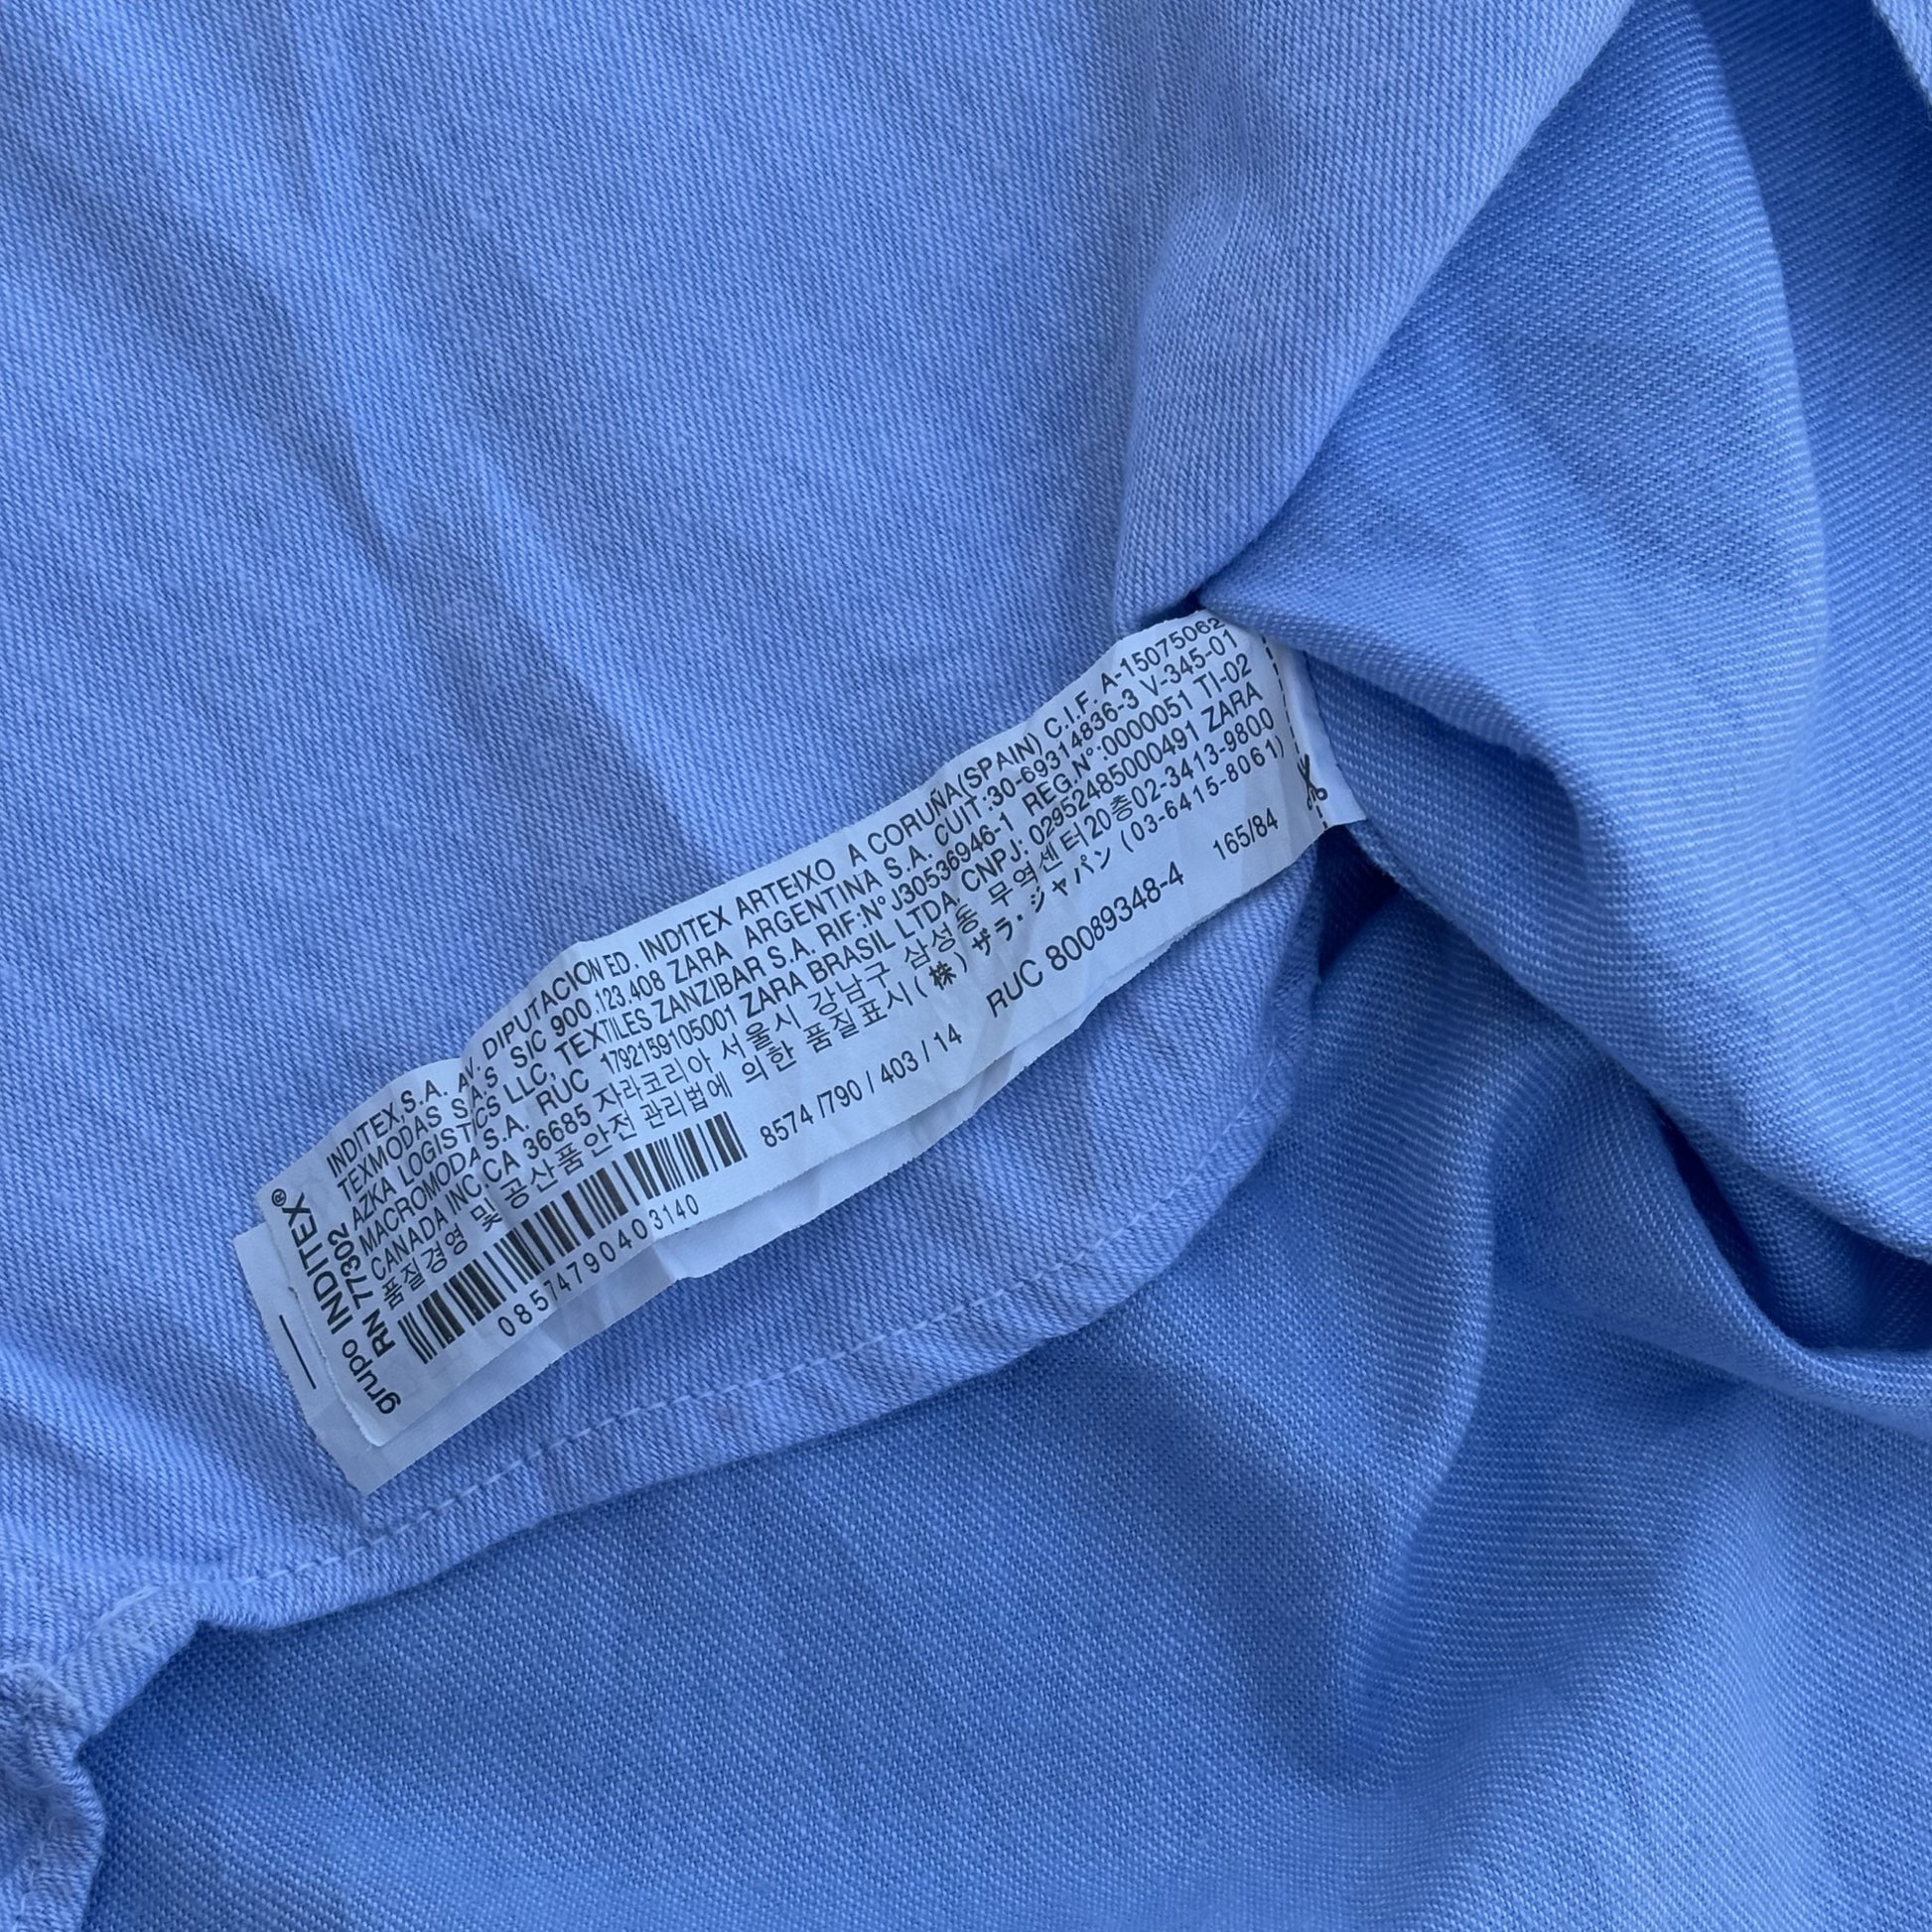 grupo INDITEX®
RN 77302
INDITEX,S.A. AV. DIPUTACION ED. INDITEX ARTEIXO A CORUÑA(SPAIN) C.I.F. A-15075062
TEXMODAS S.A.S SIC 900.123.408 ZARA ARGENTINA S.A. CUIT:30-69314836-3 V-345-01
AZKA LOGISTICS LLC, TEXTILES ZANZIBAR S.A. RIF:N° J30536946-1 REG.N°:0000051 TI-02
MACROMODA S.A. RUC 1792159105001 ZARA BRASIL LTDA, CNPJ: 02952485000491 ZARA
CANADA INC.CA 36685 자라코리아 서울시 강남구 삼성동 무역센터20층02-3413-9800
품질경영 및 공산품안전 관리법에 의한 품질표시(株) ザラ・ジャパン (03-6415-8061)
RUC 80089348-4 165/84
8574 /790 / 403 / 14
08574790403140